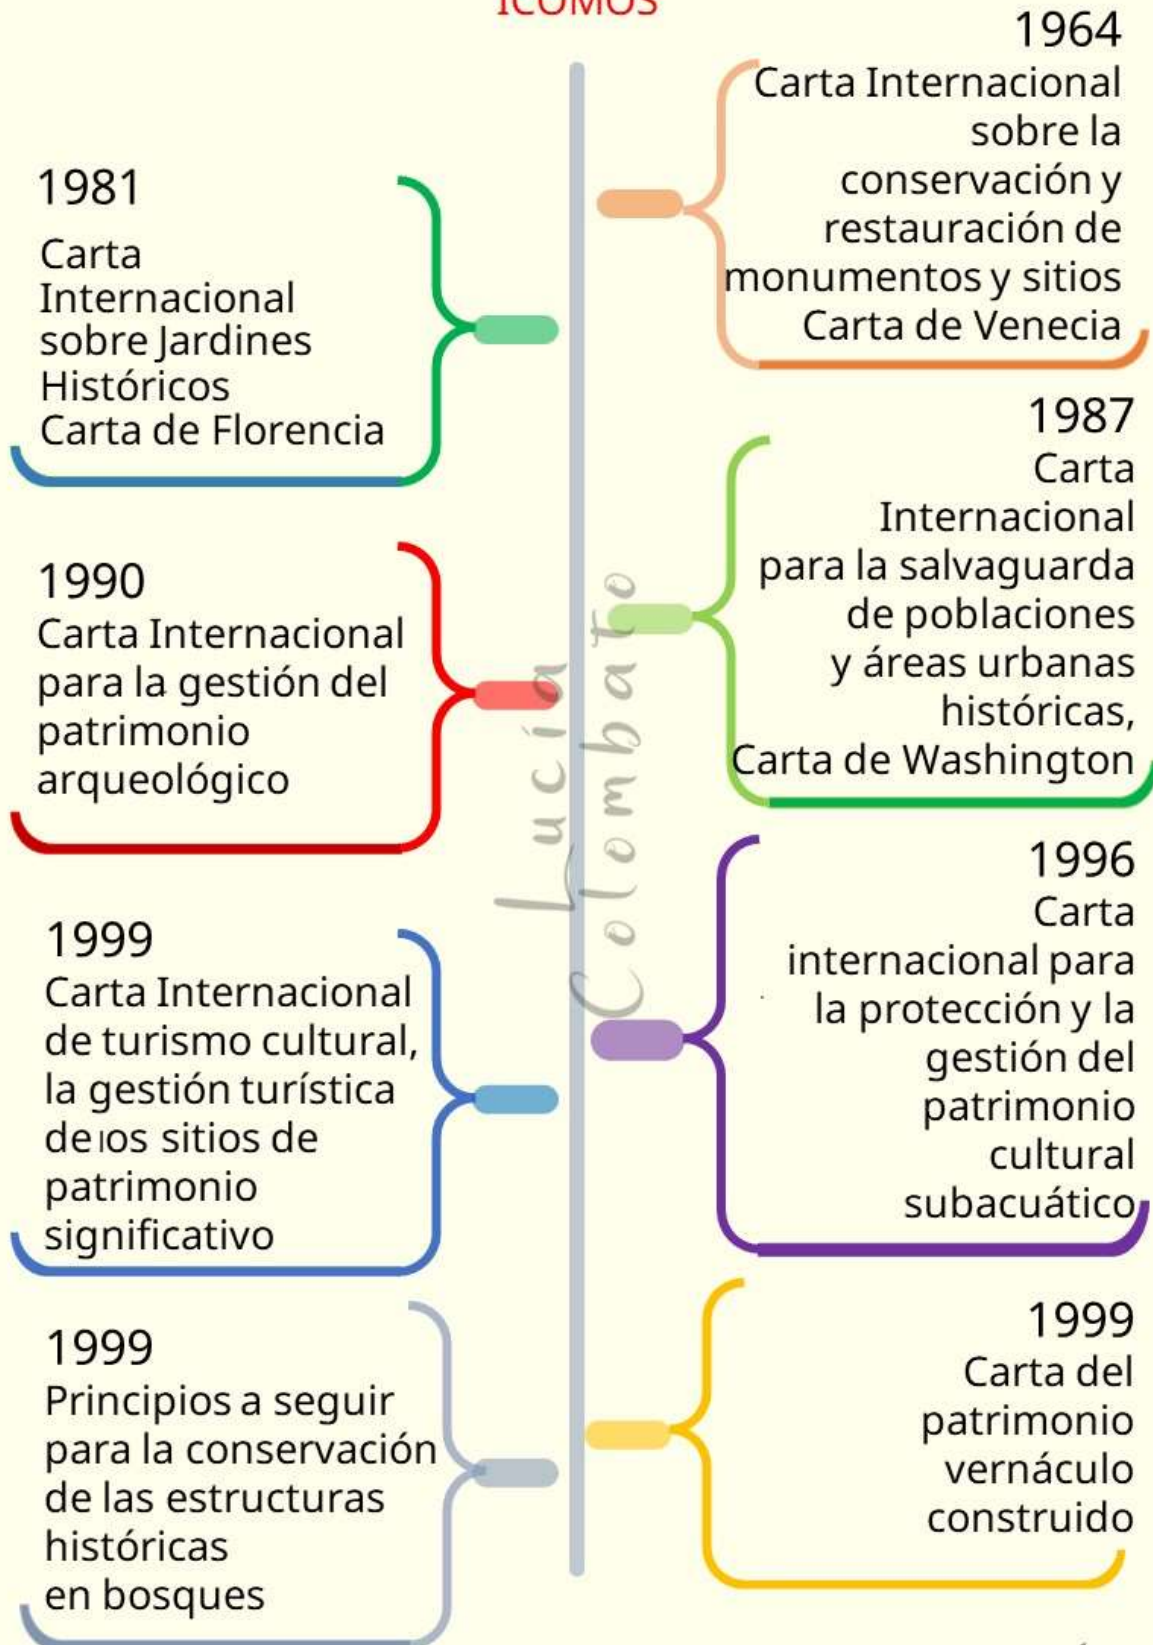 ICOMOS
1964
Carta Internacional
sobre la
conservación y
restauración de
monumentos y sitios
Carta de Venecia
1981
Carta
Internacional
sobre Jardines
Históricos
Carta de Florencia
1987
Carta
Internacional
para la salvaguarda
de poblaciones
y áreas urbanas
históricas,
Carta de Washington
1990
Carta Internacional
para la gestión del
patrimonio
arqueológico
1996
Carta
internacional para
la protección y la
gestión del
patrimonio
cultural
subacuático
1999
Carta Internacional
de turismo cultural,
la gestión turística
de los sitios de
patrimonio
significativo
1999
Carta del
patrimonio
vernáculo
construido
1999
Principios a seguir
para la conservación
de las estructuras
históricas
en bosques
Lucía
Colombato